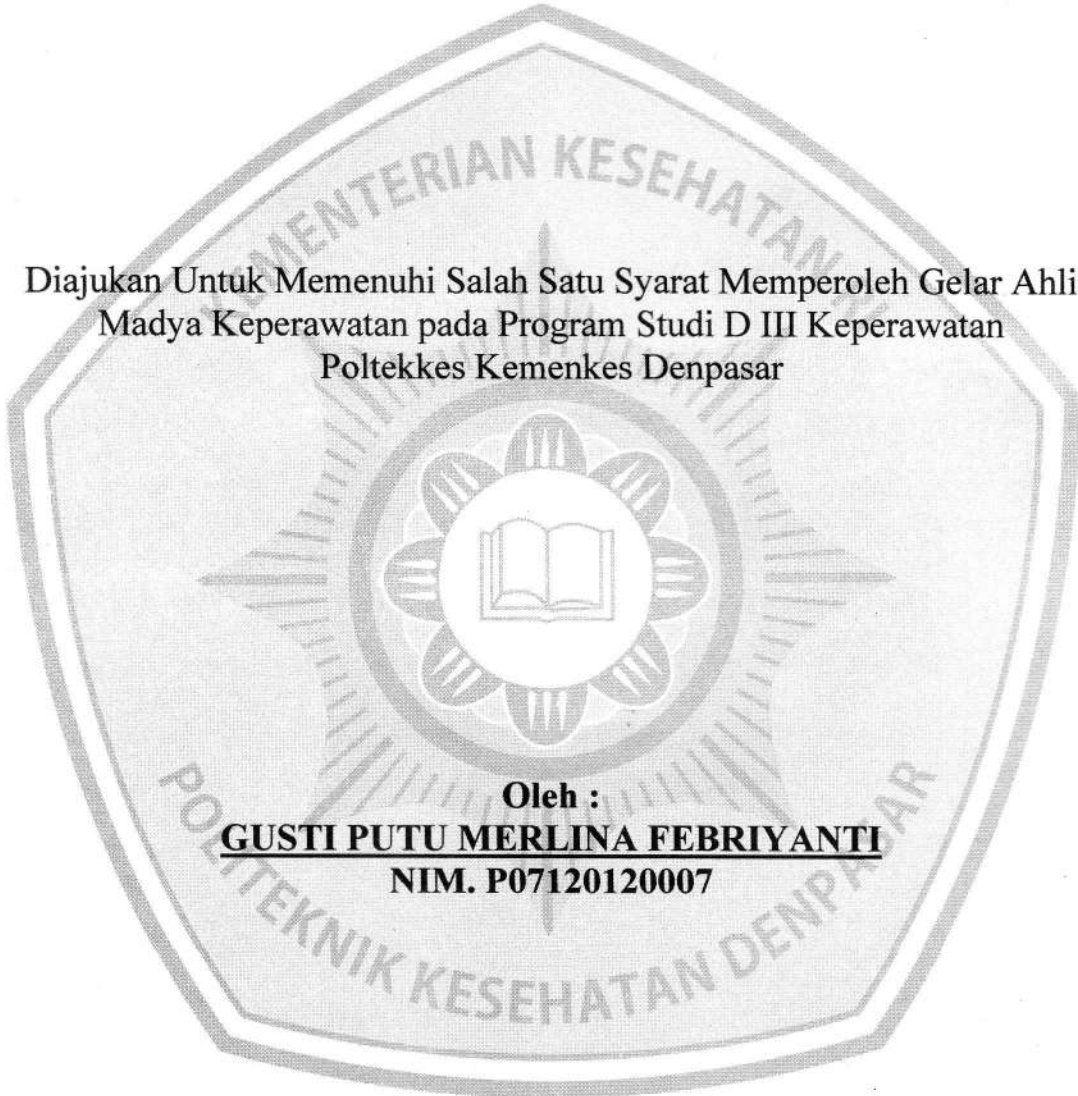 KEMENTERIAN KESEHATAN RI
Diajukan Untuk Memenuhi Salah Satu Syarat Memperoleh Gelar Ahli
Madya Keperawatan pada Program Studi D III Keperawatan
Poltekkes Kemenkes Denpasar
Oleh :
GUSTI PUTU MERLINA FEBRIYANTI
NIM. P07120120007
POLITEKNIK KESEHATAN DENPASAR